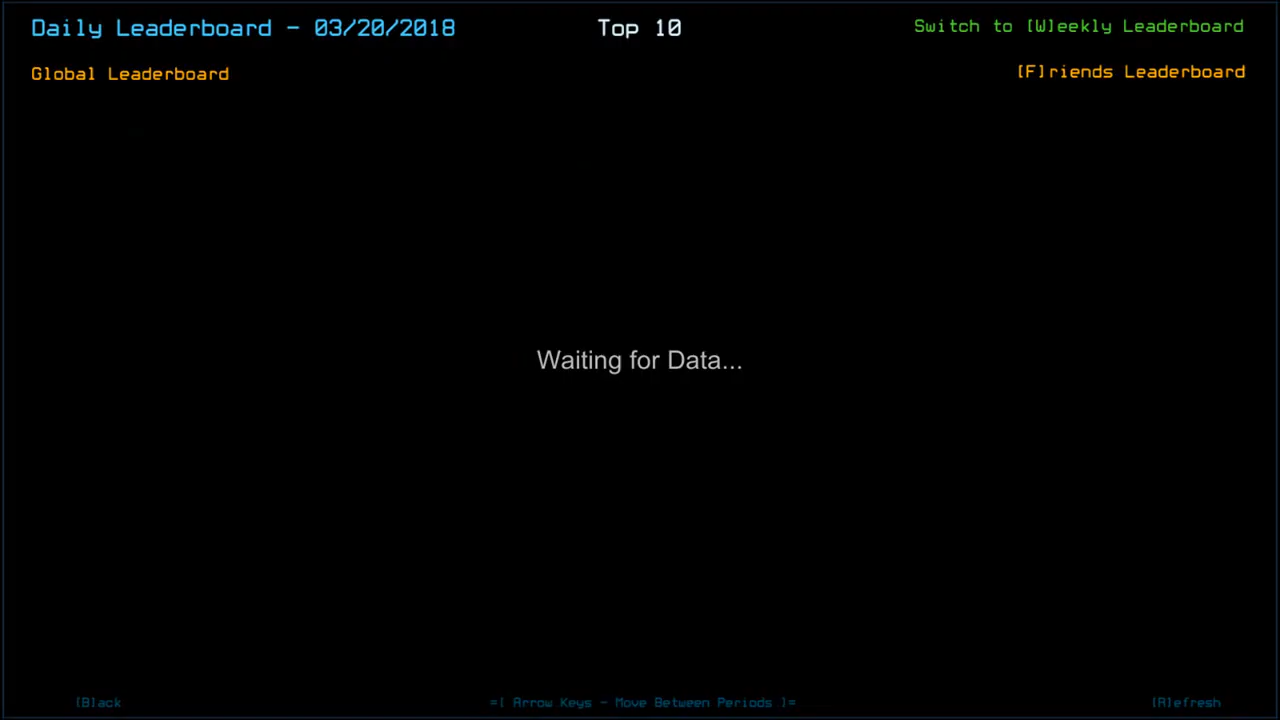 Daily Leaderboard - 03/20/2018 Top 10 Switch to [W]eekly Leaderboard
Global Leaderboard [F]riends Leaderboard
Waiting for Data...
[B]ack =[ Arrow Keys - Move Between Periods ]= [R]efresh